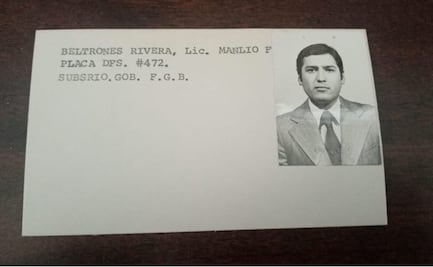 BELTRONES RIVERA, Lic. MANLIO F
PLACA DFS. #472.
SUBSRIO.GOB. F.G.B.